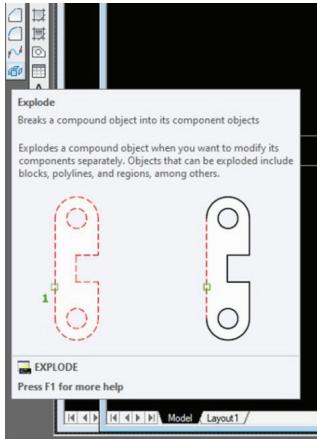 Explode
Breaks a compound object into its component objects
Explodes a compound object when you want to modify its
components separately. Objects that can be exploded include
blocks, polylines, and regions, among others.
1
EXPLODE
Press F1 for more help
Model
Layout1